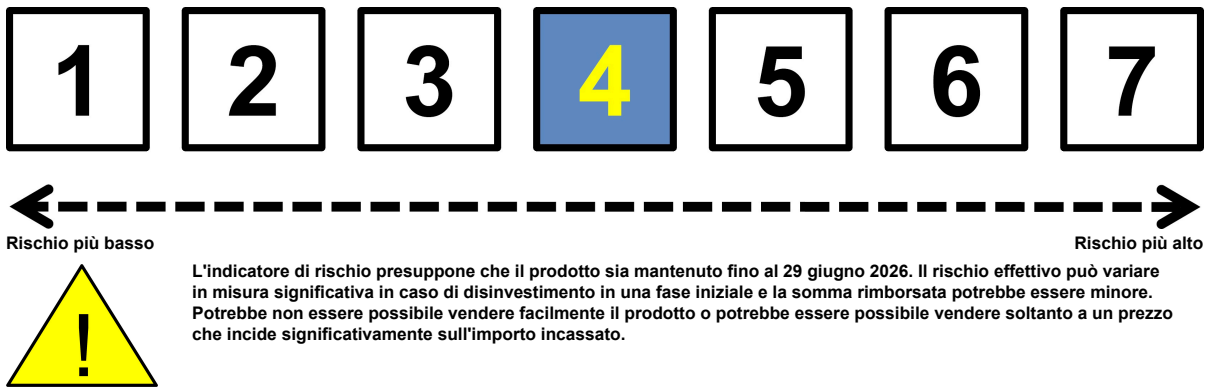 1 2 3 4 5 6 7
Rischio più basso Rischio più alto
L'indicatore di rischio presuppone che il prodotto sia mantenuto fino al 29 giugno 2026. Il rischio effettivo può variare
in misura significativa in caso di disinvestimento in una fase iniziale e la somma rimborsata potrebbe essere minore.
Potrebbe non essere possibile vendere facilmente il prodotto o potrebbe essere possibile vendere soltanto a un prezzo
che incide significativamente sull'importo incassato.
!